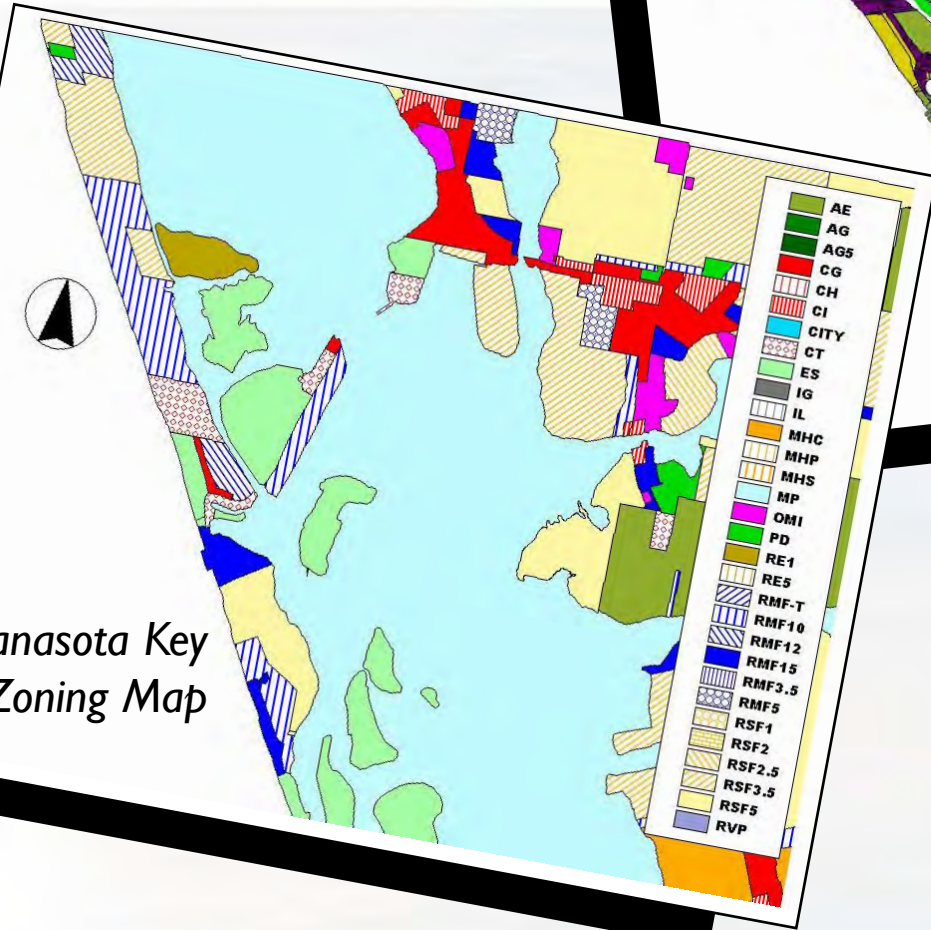 AE
AG
AG5
CG
CH
CI
CITY
CT
ES
IG
IL
MHC
MHP
MHS
MP
OMI
PD
RE1
RE5
RMF-T
RMF10
RMF12
RMF15
RMF3.5
RMF5
RSF1
RSF2
RSF2.5
RSF3.5
RSF5
RVP
anasota Key
Zoning Map